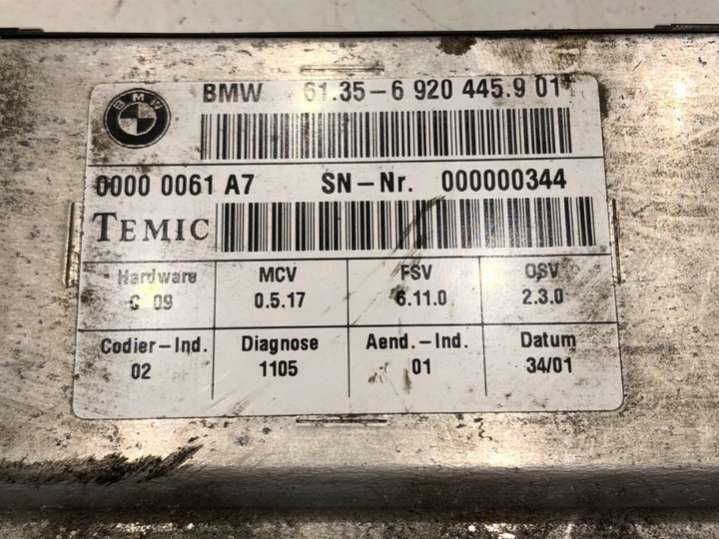 BMW
BMW 61.35-6 920 445.9 01
0000 0061 A7 SN-Nr. 000000344
TEMIC
Hardware MCV FSV OSV
09 0.5.17 6.11.0 2.3.0
Codier-Ind. Diagnose Aend.-Ind. Datum
02 1105 01 34/01